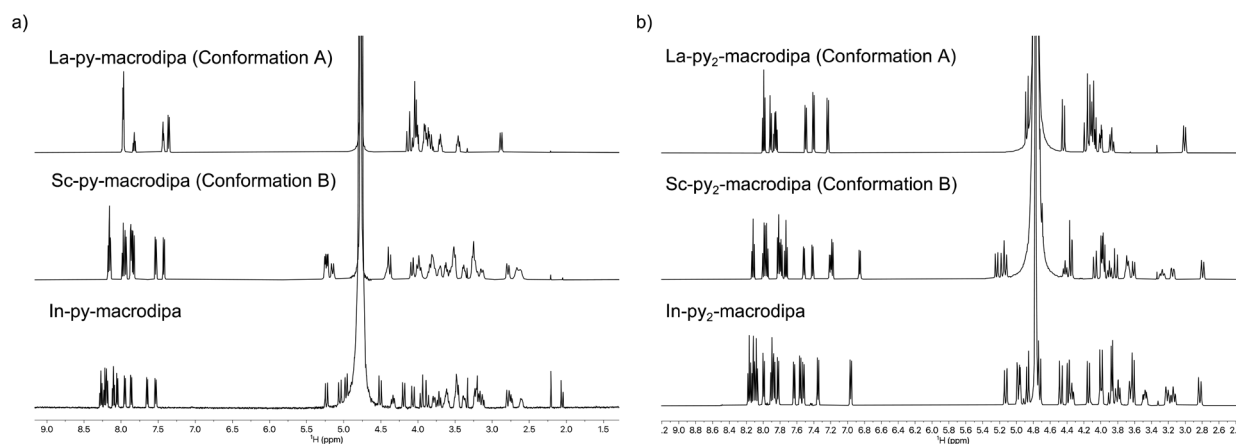 a)
La-py-macrodipa (Conformation A)
Sc-py-macrodipa (Conformation B)
In-py-macrodipa
9.0 8.5 8.0 7.5 7.0 6.5 6.0 5.5 5.0 4.5 4.0 3.5 3.0 2.5 2.0 1.5
¹H (ppm)
b)
La-py₂-macrodipa (Conformation A)
Sc-py₂-macrodipa (Conformation B)
In-py₂-macrodipa
9.0 8.8 8.6 8.4 8.2 8.0 7.8 7.6 7.4 7.2 7.0 6.8 6.6 6.4 6.2 6.0 5.8 5.6 5.4 5.2 5.0 4.8 4.6 4.4 4.2 4.0 3.8 3.6 3.4 3.2 3.0 2.8 2.6 2.4
¹H (ppm)